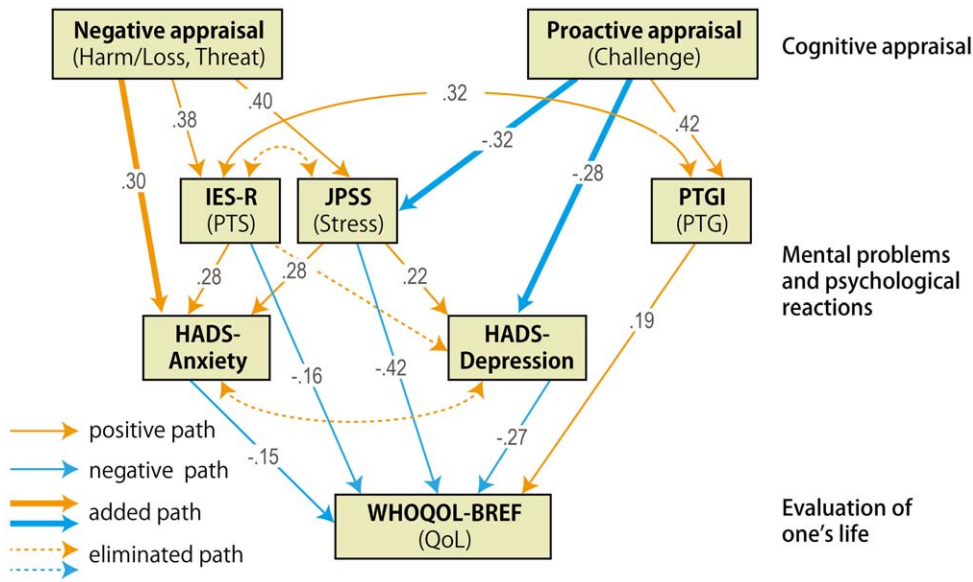 Negative appraisal
(Harm/Loss, Threat)
Proactive appraisal
(Challenge)
Cognitive appraisal
.38
.40
.32
-.32
.42
.30
-.28
IES-R
(PTS)
JPSS
(Stress)
PTGI
(PTG)
Mental problems
and psychological
reactions
.28
.28
.22
.19
HADS-
Anxiety
HADS-
Depression
-.16
-.42
-.27
-.15
positive path
negative path
added path
eliminated path
WHOQOL-BREF
(QoL)
Evaluation of
one's life